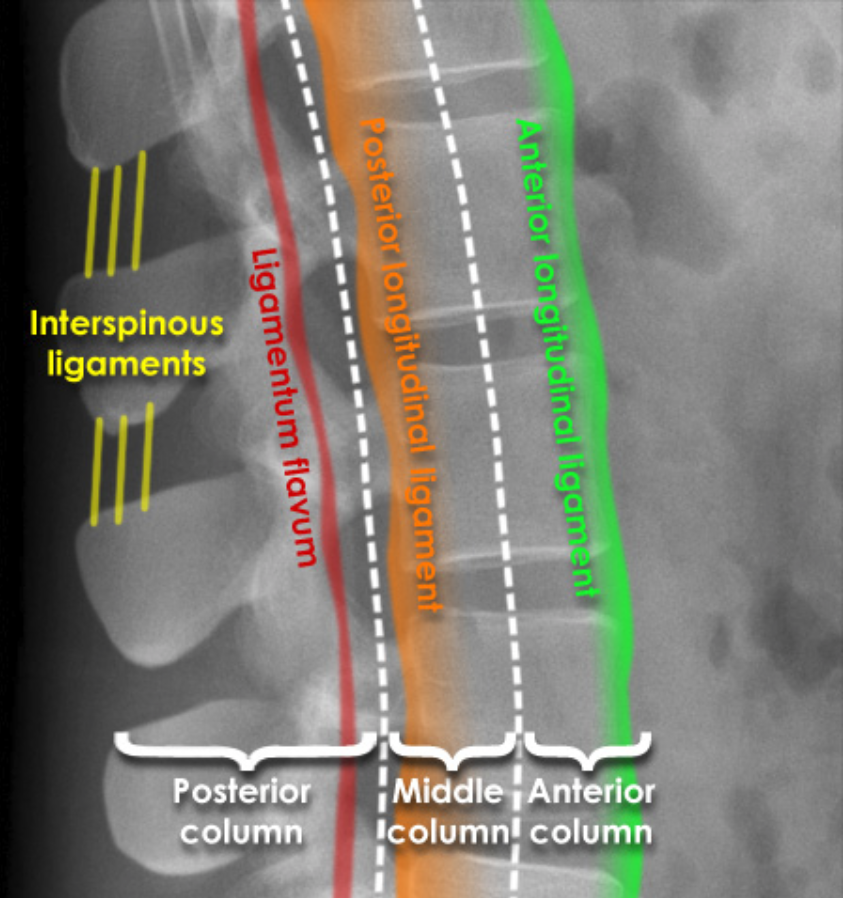 Posterior longitudinal ligament
Anterior longitudinal ligament
Ligamentum flavum
Interspinous
ligaments
Posterior
column
Middle
column
Anterior
column